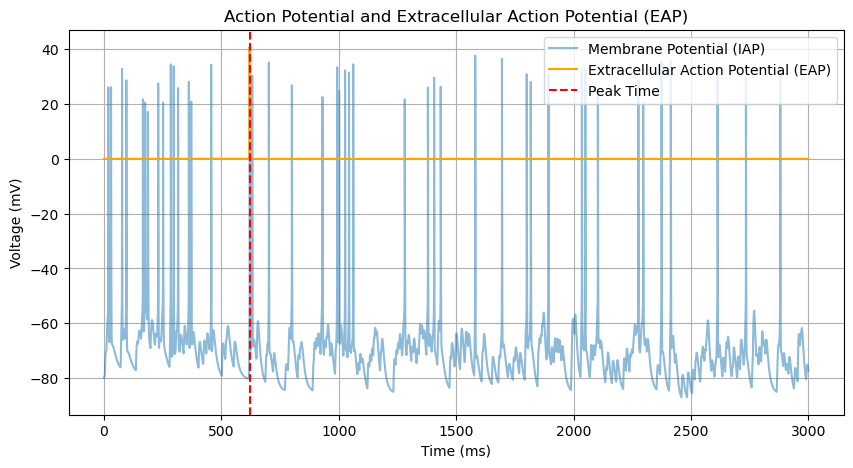 Action Potential and Extracellular Action Potential (EAP)
Membrane Potential (IAP)
Extracellular Action Potential (EAP)
Peak Time
Voltage (mV)
40
20
0
−20
−40
−60
−80
0 500 1000 1500 2000 2500 3000
Time (ms)